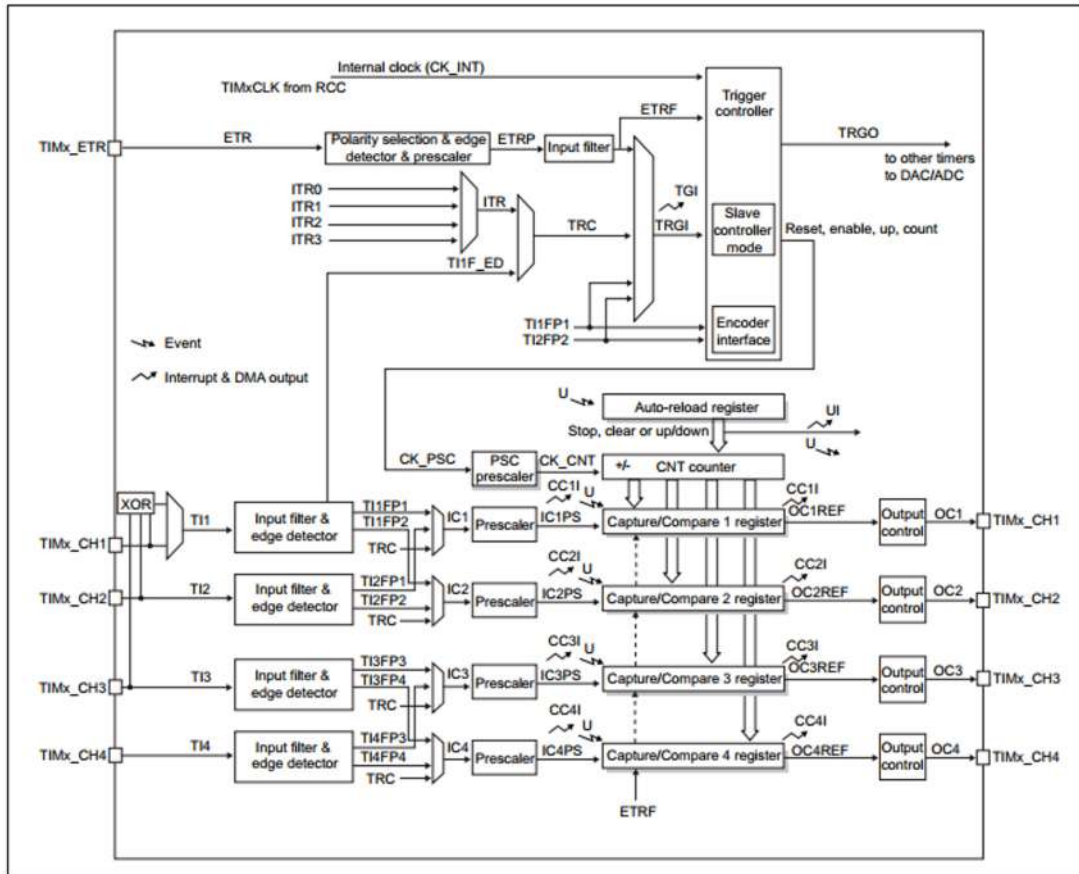 Internal clock (CK_INT)
TIMxCLK from RCC
Trigger
controller
TIMx_ETR
ETR
Polarity selection & edge
detector & prescaler
ETRP
Input filter
ETRF
TRGO
to other timers
to DAC/ADC
ITR0
ITR1
ITR2
ITR3
ITR
TI1F_ED
TRC
TGI
TRGI
Slave
controller
mode
Reset, enable, up, count
TI1FP1
TI2FP2
Encoder
interface
Event
Interrupt & DMA output
U
Auto-reload register
UI
Stop, clear or up/down
U
CK_PSC
PSC
prescaler
CK_CNT
+/-
CNT counter
XOR
TIMx_CH1
TI1
Input filter &
edge detector
TI1FP1
TI1FP2
TRC
IC1
Prescaler
IC1PS
CC1I
U
Capture/Compare 1 register
CC1I
OC1REF
Output
control
OC1
TIMx_CH1
TIMx_CH2
TI2
Input filter &
edge detector
TI2FP1
TI2FP2
TRC
IC2
Prescaler
IC2PS
CC2I
U
Capture/Compare 2 register
CC2I
OC2REF
Output
control
OC2
TIMx_CH2
TIMx_CH3
TI3
Input filter &
edge detector
TI3FP3
TI3FP4
TRC
IC3
Prescaler
IC3PS
CC3I
U
Capture/Compare 3 register
CC3I
OC3REF
Output
control
OC3
TIMx_CH3
TIMx_CH4
TI4
Input filter &
edge detector
TI4FP3
TI4FP4
TRC
IC4
Prescaler
IC4PS
CC4I
U
Capture/Compare 4 register
CC4I
OC4REF
Output
control
OC4
TIMx_CH4
ETRF